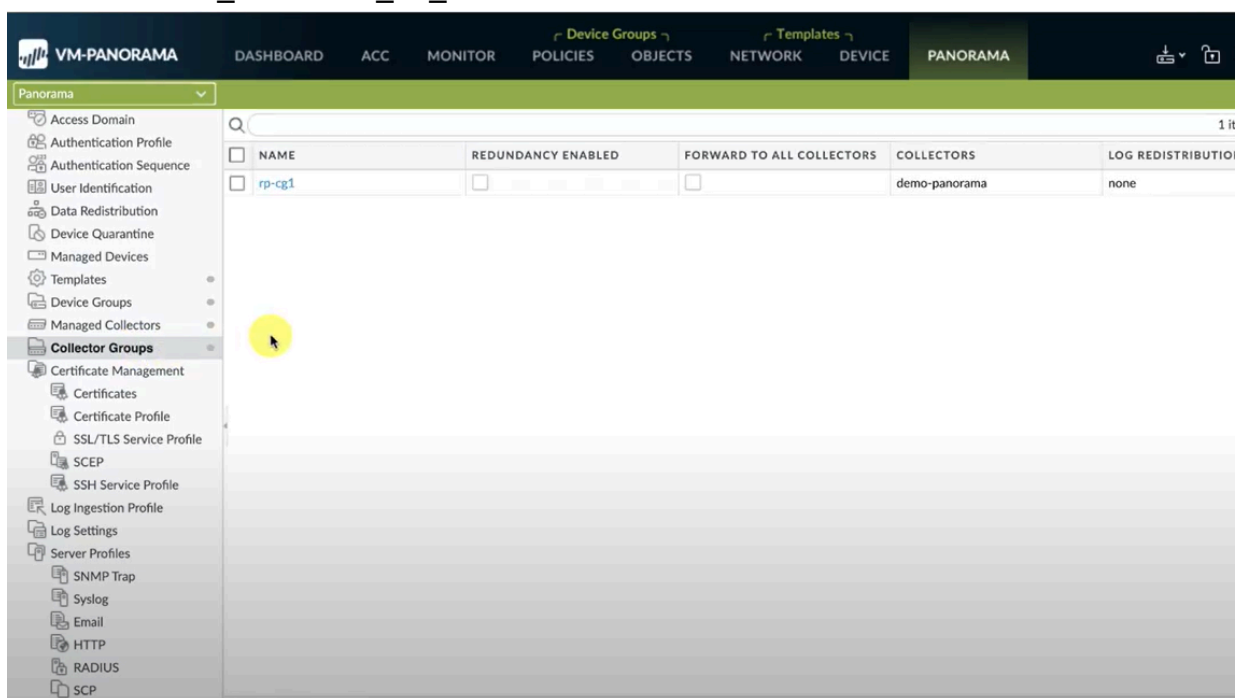 Device Groups
Templates
VM-PANORAMA
DASHBOARD
ACC
MONITOR
POLICIES
OBJECTS
NETWORK
DEVICE
PANORAMA
Panorama
Access Domain
Authentication Profile
Authentication Sequence
User Identification
Data Redistribution
Device Quarantine
Managed Devices
Templates
Device Groups
Managed Collectors
Collector Groups
Certificate Management
Certificates
Certificate Profile
SSL/TLS Service Profile
SCEP
SSH Service Profile
Log Ingestion Profile
Log Settings
Server Profiles
SNMP Trap
Syslog
Email
HTTP
RADIUS
SCP
1 it
NAME
REDUNDANCY ENABLED
FORWARD TO ALL COLLECTORS
COLLECTORS
LOG REDISTRIBUTIO
rp-cg1
demo-panorama
none